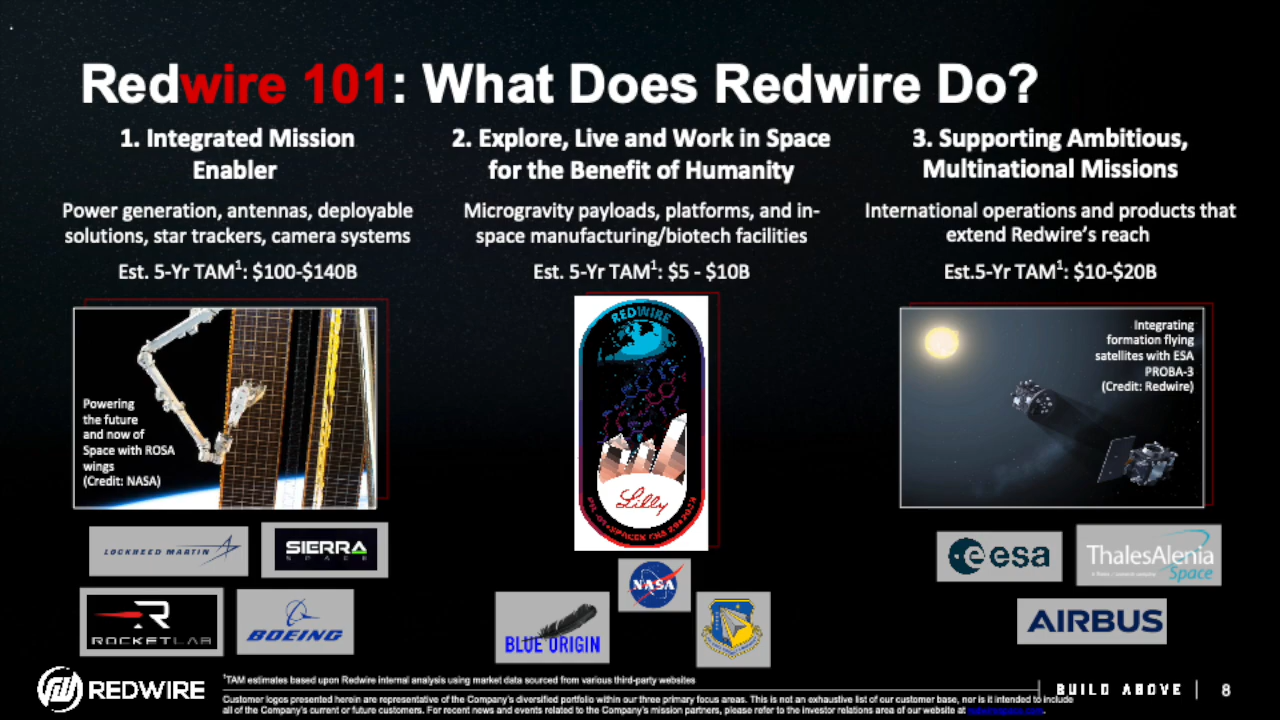 Redwire 101: What Does Redwire Do?
1. Integrated Mission
Enabler
Power generation, antennas, deployable
solutions, star trackers, camera systems
Est. 5-Yr TAM¹: $100-$140B
Powering
the future
and now of
Space with ROSA
wings
(Credit: NASA)
LOCKHEED MARTIN
SIERRA
SPACE
ROCKETLAB
BOEING
2. Explore, Live and Work in Space
for the Benefit of Humanity
Microgravity payloads, platforms, and in-
space manufacturing/biotech facilities
Est. 5-Yr TAM¹: $5 - $10B
REDWIRE
Lilly
NASA
BLUE ORIGIN
3. Supporting Ambitious,
Multinational Missions
International operations and products that
extend Redwire's reach
Est.5-Yr TAM¹: $10-$20B
Integrating
formation flying
satellites with ESA
PROBA-3
(Credit: Redwire)
esa
ThalesAlenia
Space
AIRBUS
REDWIRE
¹TAM estimates based upon Redwire internal analysis using market data sourced from various third-party websites
Customer logos presented herein are representative of the Company's diversified portfolio within our three primary focus areas. This is not an exhaustive list of our customer base, nor is it intended to include
all of the Company's current or future customers. For recent news and events related to the Company's mission partners, please refer to the investor relations area of our website at
BUILD ABOVE
8